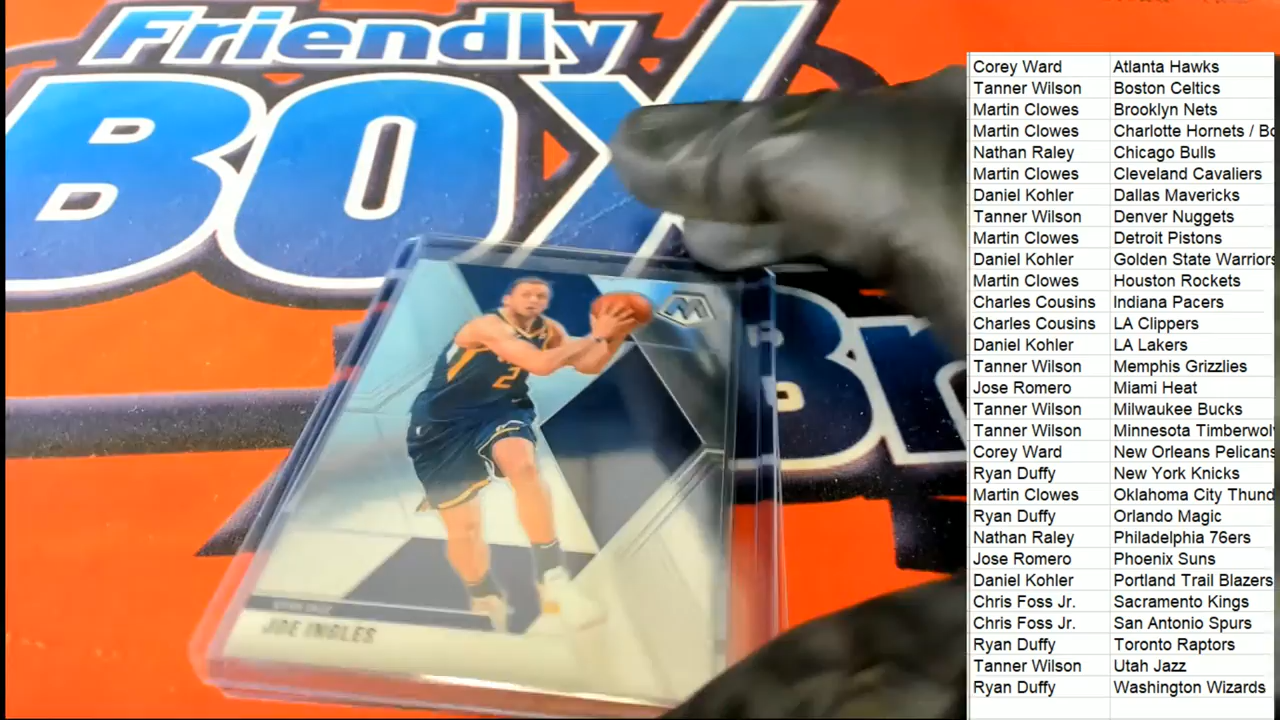 Friendly
BOX
Br
M
2
JOE INGLES
Corey Ward Atlanta Hawks
Tanner Wilson Boston Celtics
Martin Clowes Brooklyn Nets
Martin Clowes Charlotte Hornets / Bo
Nathan Raley Chicago Bulls
Martin Clowes Cleveland Cavaliers
Daniel Kohler Dallas Mavericks
Tanner Wilson Denver Nuggets
Martin Clowes Detroit Pistons
Daniel Kohler Golden State Warriors
Martin Clowes Houston Rockets
Charles Cousins Indiana Pacers
Charles Cousins LA Clippers
Daniel Kohler LA Lakers
Tanner Wilson Memphis Grizzlies
Jose Romero Miami Heat
Tanner Wilson Milwaukee Bucks
Tanner Wilson Minnesota Timberwol
Corey Ward New Orleans Pelicans
Ryan Duffy New York Knicks
Martin Clowes Oklahoma City Thund
Ryan Duffy Orlando Magic
Nathan Raley Philadelphia 76ers
Jose Romero Phoenix Suns
Daniel Kohler Portland Trail Blazers
Chris Foss Jr. Sacramento Kings
Chris Foss Jr. San Antonio Spurs
Ryan Duffy Toronto Raptors
Tanner Wilson Utah Jazz
Ryan Duffy Washington Wizards